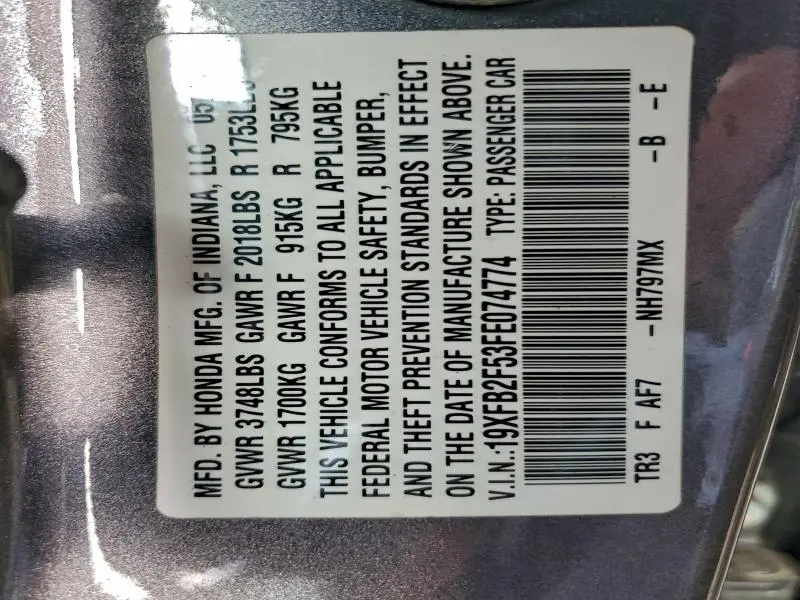 MFD. BY HONDA MFG. OF INDIANA, LLC
GVWR 3748LBS GAWR F 2018LBS R 1753LBS
GVWR 1700KG GAWR F 915KG R 795KG
THIS VEHICLE CONFORMS TO ALL APPLICABLE
FEDERAL MOTOR VEHICLE SAFETY, BUMPER,
AND THEFT PREVENTION STANDARDS IN EFFECT
ON THE DATE OF MANUFACTURE SHOWN ABOVE.
V.I.N.:19XFB2F53FE074774 TYPE: PASSENGER CAR
TR3 F AF7 -NH797MX -B -E